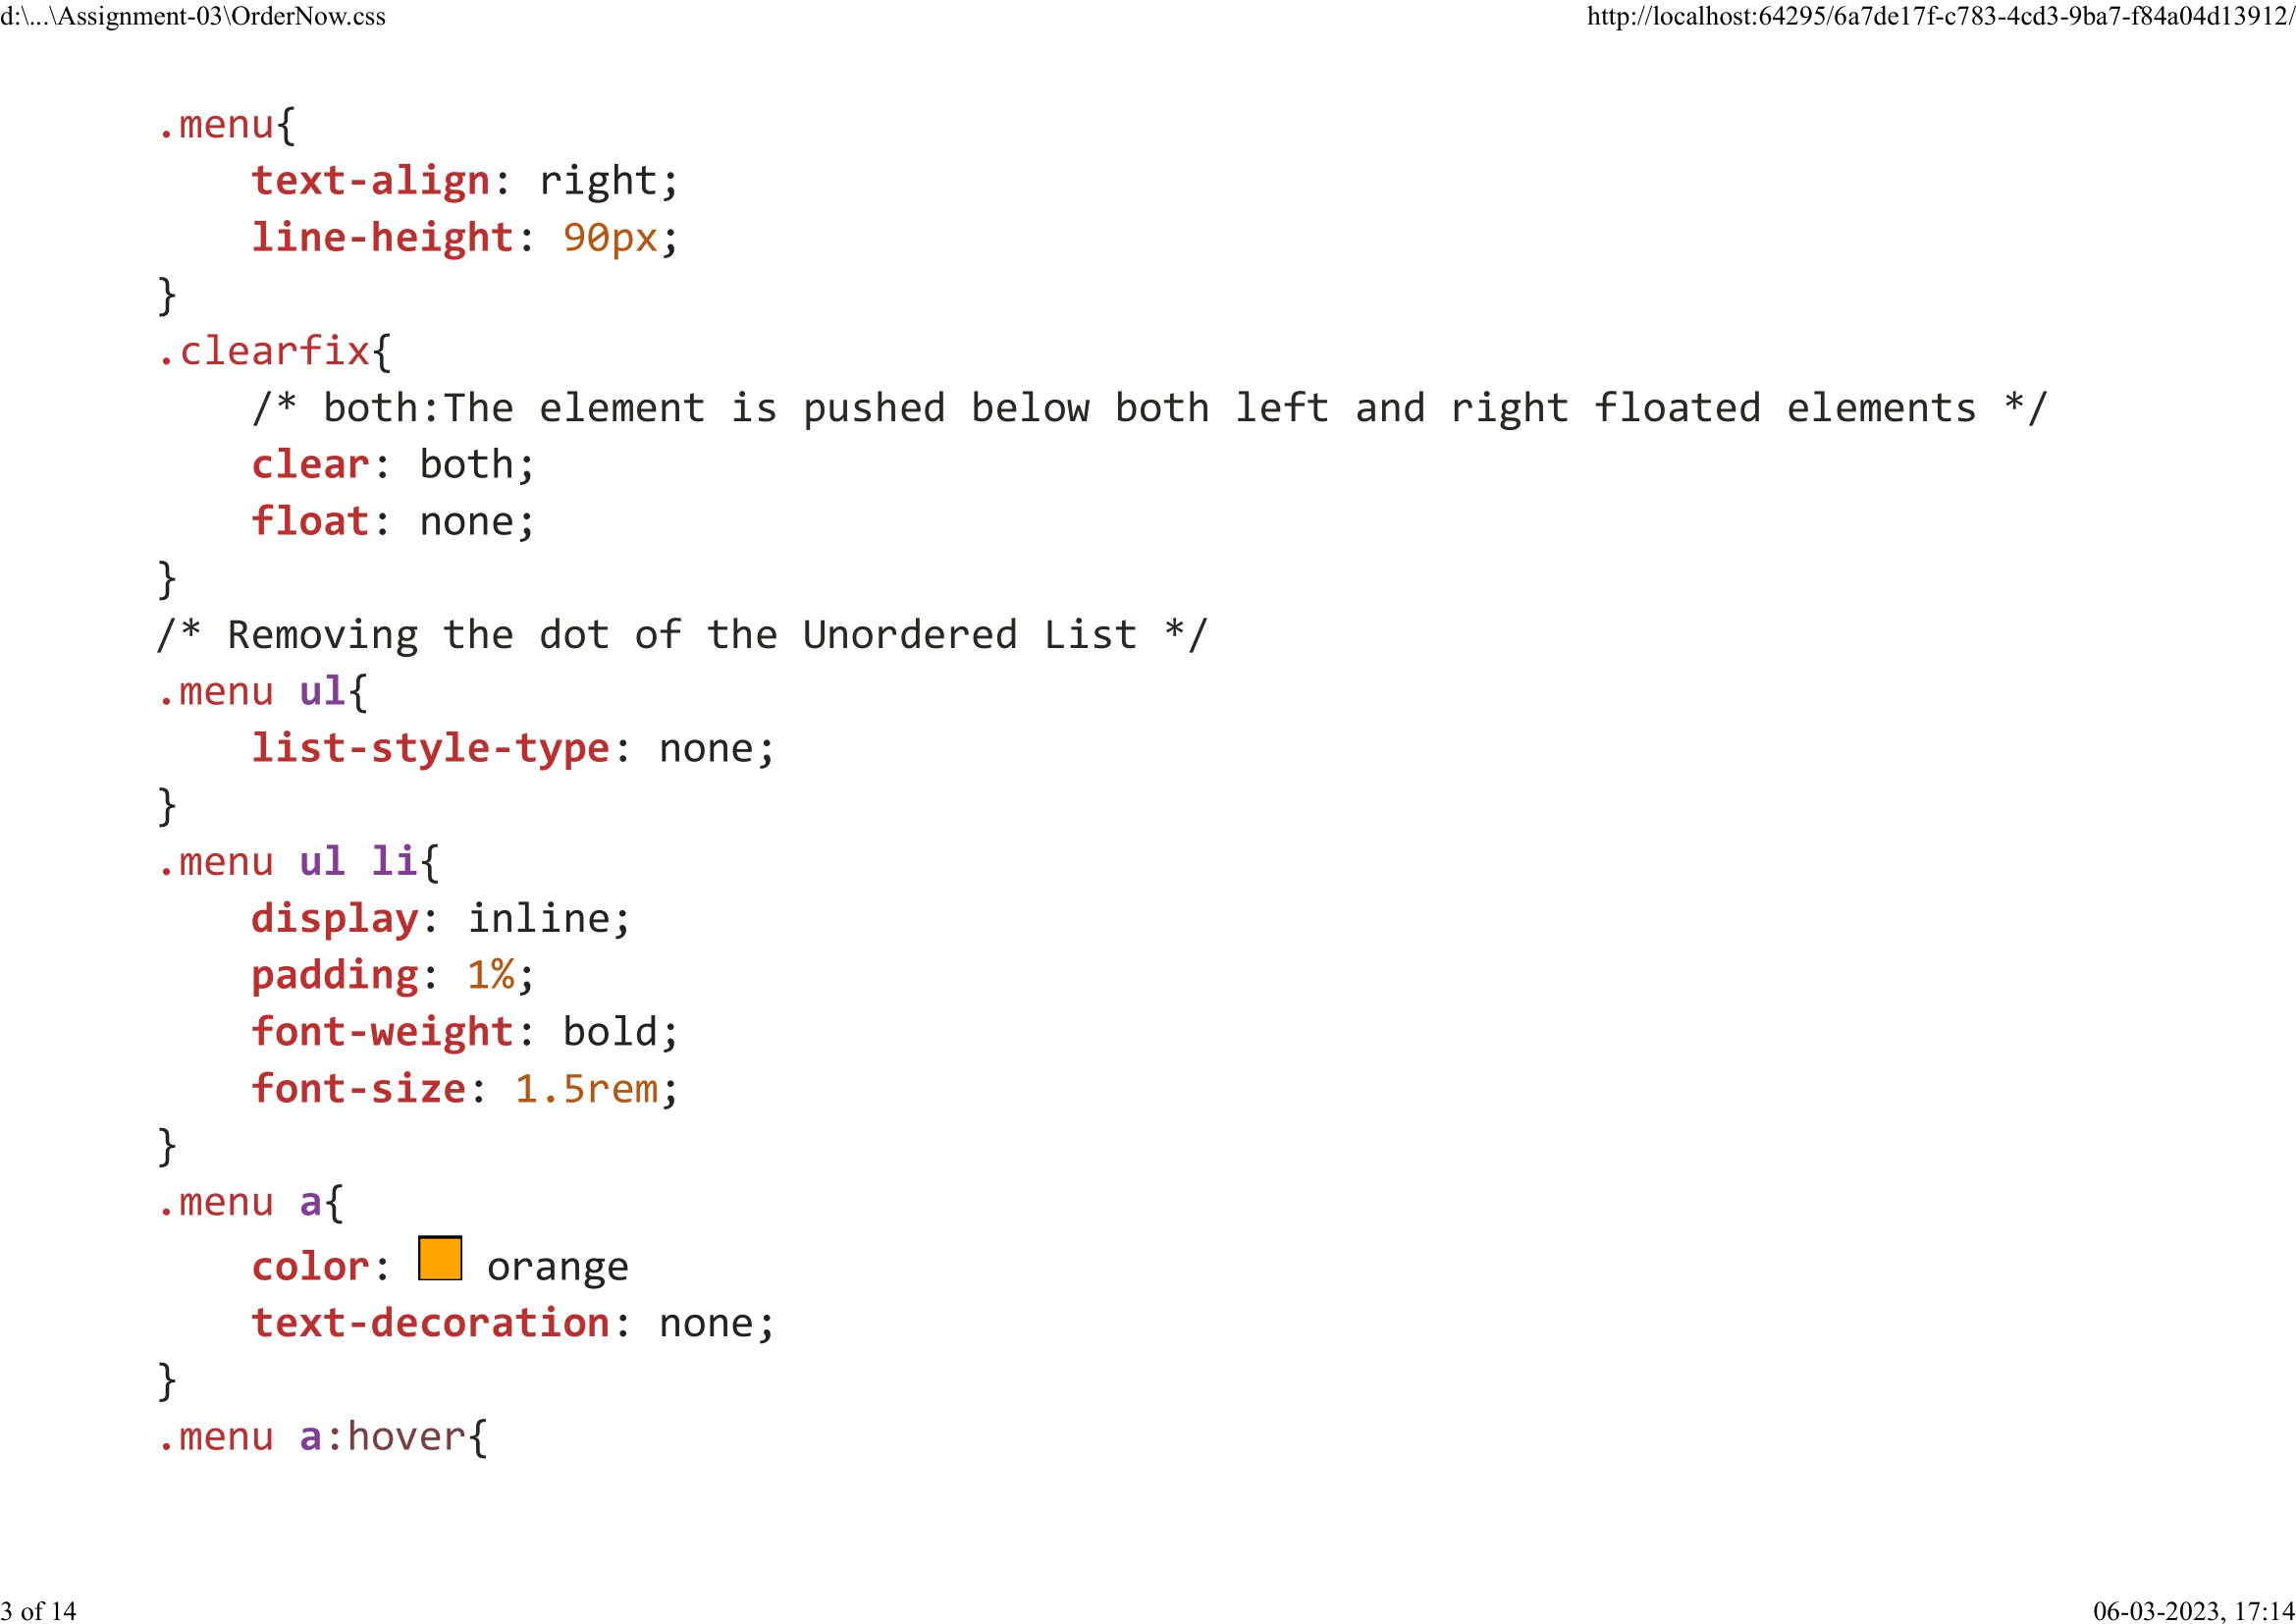 d:\...\Assignment-03\OrderNow.css http://localhost:64295/6a7de17f-c783-4cd3-9ba7-f84a04d13912/
.menu{
    text-align: right;
    line-height: 90px;
}
.clearfix{
    /* both:The element is pushed below both left and right floated elements */
    clear: both;
    float: none;
}
/* Removing the dot of the Unordered List */
.menu ul{
    list-style-type: none;
}
.menu ul li{
    display: inline;
    padding: 1%;
    font-weight: bold;
    font-size: 1.5rem;
}
.menu a{
    color: orange
    text-decoration: none;
}
.menu a:hover{
3 of 14 06-03-2023, 17:14